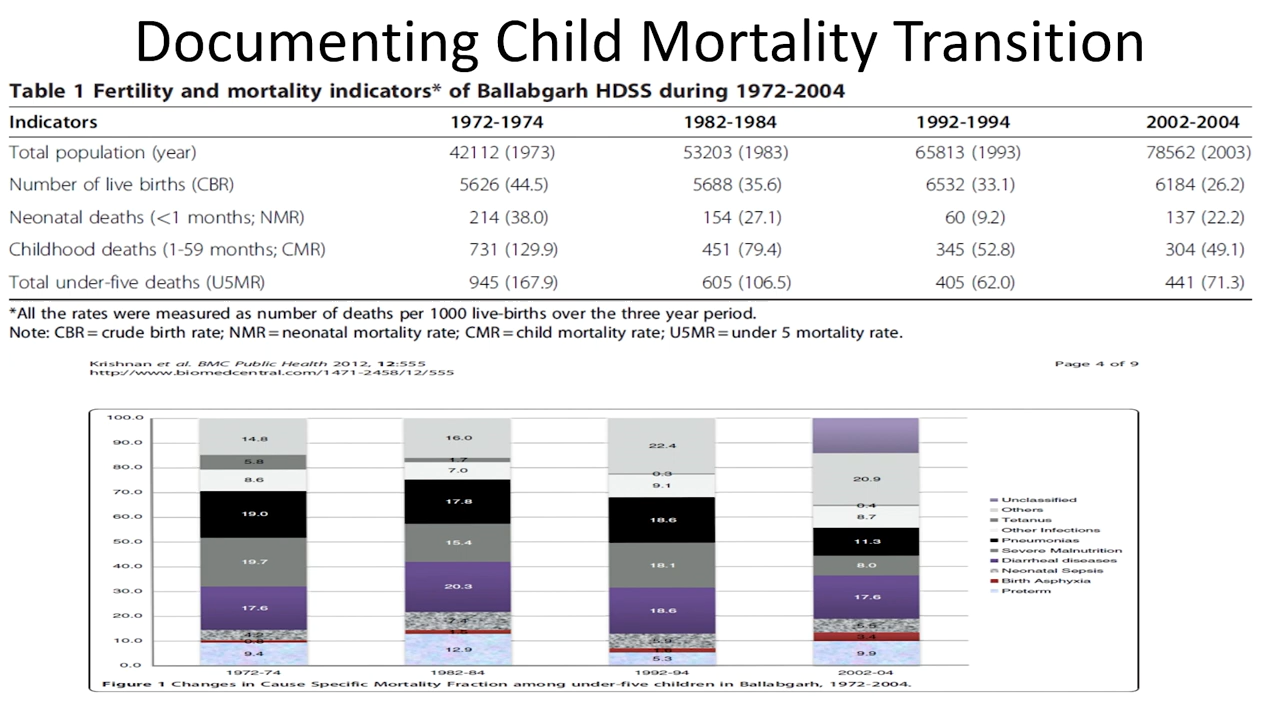 Documenting Child Mortality Transition
Table 1 Fertility and mortality indicators* of Ballabgarh HDSS during 1972-2004
Indicators 1972-1974 1982-1984 1992-1994 2002-2004
Total population (year) 42112 (1973) 53203 (1983) 65813 (1993) 78562 (2003)
Number of live births (CBR) 5626 (44.5) 5688 (35.6) 6532 (33.1) 6184 (26.2)
Neonatal deaths (<1 months; NMR) 214 (38.0) 154 (27.1) 60 (9.2) 137 (22.2)
Childhood deaths (1-59 months; CMR) 731 (129.9) 451 (79.4) 345 (52.8) 304 (49.1)
Total under-five deaths (U5MR) 945 (167.9) 605 (106.5) 405 (62.0) 441 (71.3)
*All the rates were measured as number of deaths per 1000 live-births over the three year period.
Note: CBR = crude birth rate; NMR = neonatal mortality rate; CMR = child mortality rate; U5MR = under 5 mortality rate.
Krishnan et al. BMC Public Health 2012, 12:555 Page 4 of 9
http://www.biomedcentral.com/1471-2458/12/555
100.0
90.0
80.0
70.0
60.0
50.0
40.0
30.0
20.0
10.0
0.0
14.8
5.8
8.6
19.0
19.7
17.6
4.2
9.4
16.0
1.7
7.0
17.8
15.4
20.3
7.4
1.5
12.9
22.4
0.3
9.1
18.6
18.1
18.6
5.9
5.3
20.9
0.4
8.7
11.3
8.0
17.6
5.6
3.4
9.9
1972-74 1982-84 1992-94 2002-04
Unclassified
Others
Tetanus
Other Infections
Pneumonias
Severe Malnutrition
Diarrheal diseases
Neonatal Sepsis
Birth Asphyxia
Preterm
Figure 1 Changes in Cause Specific Mortality Fraction among under-five children in Ballabgarh, 1972-2004.